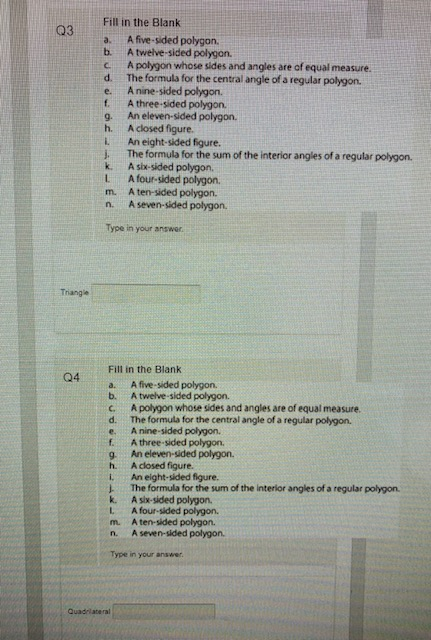 Q3
Fill in the Blank
a. A five-sided polygon.
b. A twelve-sided polygon.
c. A polygon whose sides and angles are of equal measure.
d. The formula for the central angle of a regular polygon.
e. A nine-sided polygon.
f. A three-sided polygon.
g. An eleven-sided polygon.
h. A closed figure.
i. An eight-sided figure.
j. The formula for the sum of the interior angles of a regular polygon.
k. A six-sided polygon.
l. A four-sided polygon.
m. A ten-sided polygon.
n. A seven-sided polygon.
Type in your answer.
Triangle
Q4
Fill in the Blank
a. A five-sided polygon.
b. A twelve-sided polygon.
c. A polygon whose sides and angles are of equal measure.
d. The formula for the central angle of a regular polygon.
e. A nine-sided polygon.
f. A three-sided polygon.
g. An eleven-sided polygon.
h. A closed figure.
i. An eight-sided figure.
j. The formula for the sum of the interior angles of a regular polygon.
k. A six-sided polygon.
l. A four-sided polygon.
m. A ten-sided polygon.
n. A seven-sided polygon.
Type in your answer.
Quadrilateral